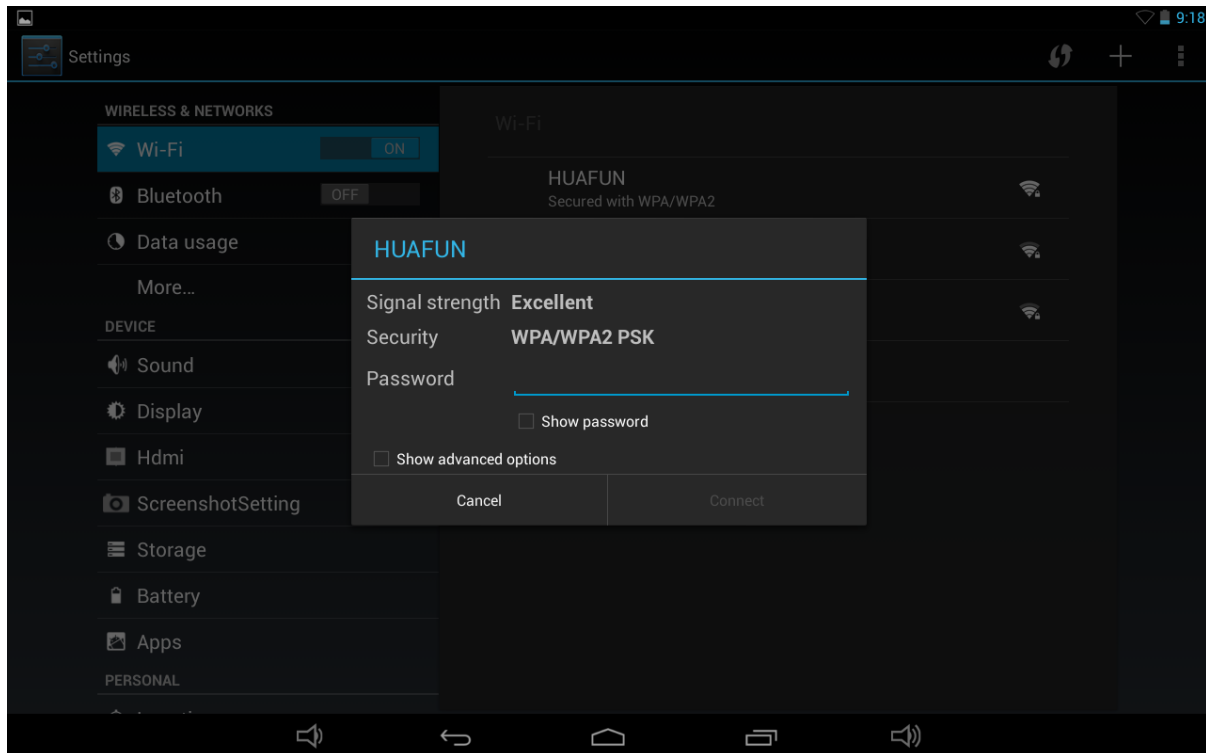 9:18
Settings
WIRELESS & NETWORKS
Wi-Fi ON
Bluetooth OFF
Data usage
More...
DEVICE
Sound
Display
Hdmi
ScreenshotSetting
Storage
Battery
Apps
PERSONAL
Wi-Fi
HUAFUN
Secured with WPA/WPA2
HUAFUN
Signal strength Excellent
Security WPA/WPA2 PSK
Password
Show password
Show advanced options
Cancel Connect